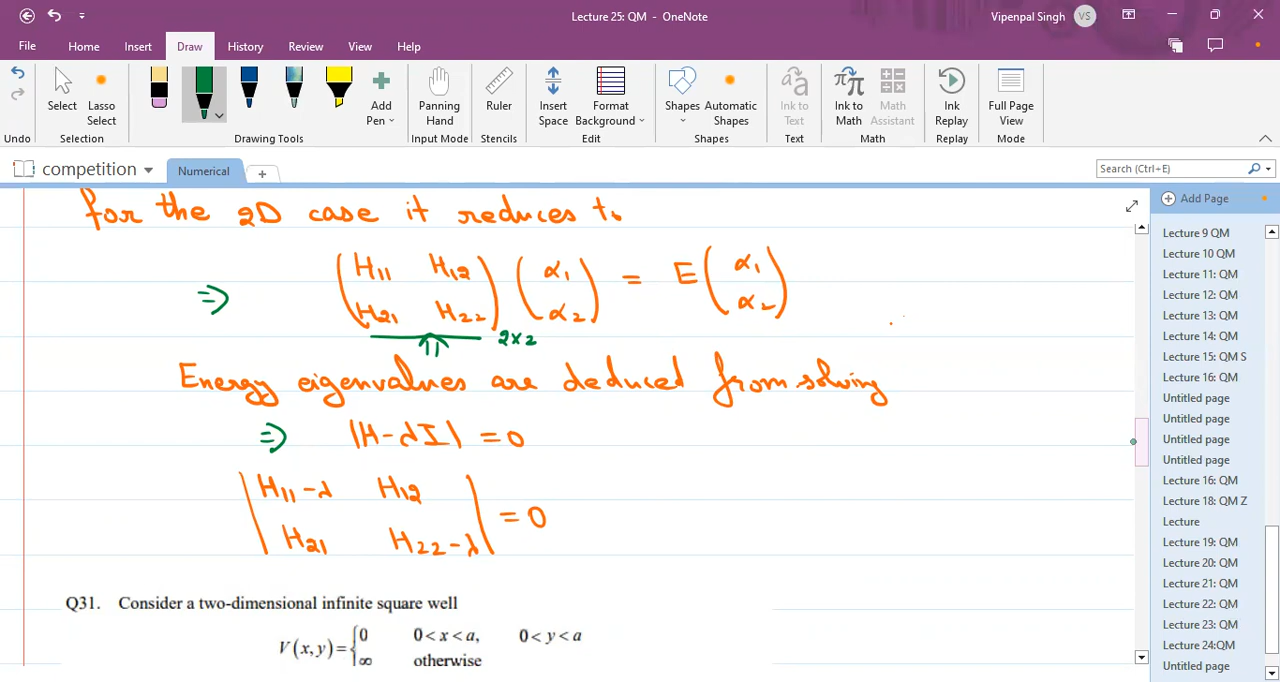 Lecture 25: QM - OneNote
Vipenpal Singh VS
File Home Insert Draw History Review View Help
Select Lasso Select Add Pen Panning Hand Ruler Insert Space Format Background Shapes Automatic Shapes Ink to Text Ink to Math Math Assistant Ink Replay Full Page View
Undo Selection Drawing Tools Input Mode Stencils Edit Shapes Text Math Replay Mode
competition Numerical + Search (Ctrl+E)
Add Page
for the 2D case it reduces to
⇒ (H11 H12
H21 H22) 2×2 (α1
α2) = E (α1
α2)
Energy eigenvalues are deduced from solving
⇒ |H-λI| = 0
|H11-λ H12
H21 H22-λ| = 0
Q31. Consider a two-dimensional infinite square well
V(x,y)= {0 0<x<a, 0<y<a
∞ otherwise
Lecture 9 QM
Lecture 10 QM
Lecture 11: QM
Lecture 12: QM
Lecture 13: QM
Lecture 14: QM
Lecture 15: QM S
Lecture 16: QM
Untitled page
Untitled page
Untitled page
Untitled page
Lecture 16: QM
Lecture 18: QM Z
Lecture
Lecture 19: QM
Lecture 20: QM
Lecture 21: QM
Lecture 22: QM
Lecture 23: QM
Lecture 24:QM
Untitled page